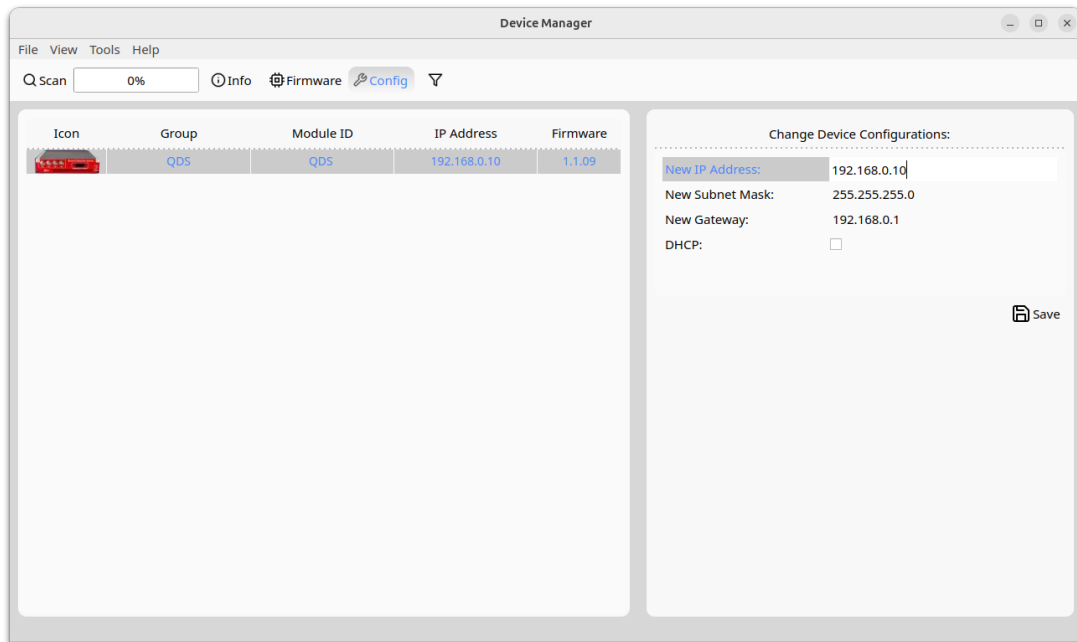 Device Manager
File View Tools Help
Scan 0% Info Firmware Config
Icon Group Module ID IP Address Firmware
QDS QDS 192.168.0.10 1.1.09
Change Device Configurations:
New IP Address: 192.168.0.10
New Subnet Mask: 255.255.255.0
New Gateway: 192.168.0.1
DHCP:
Save